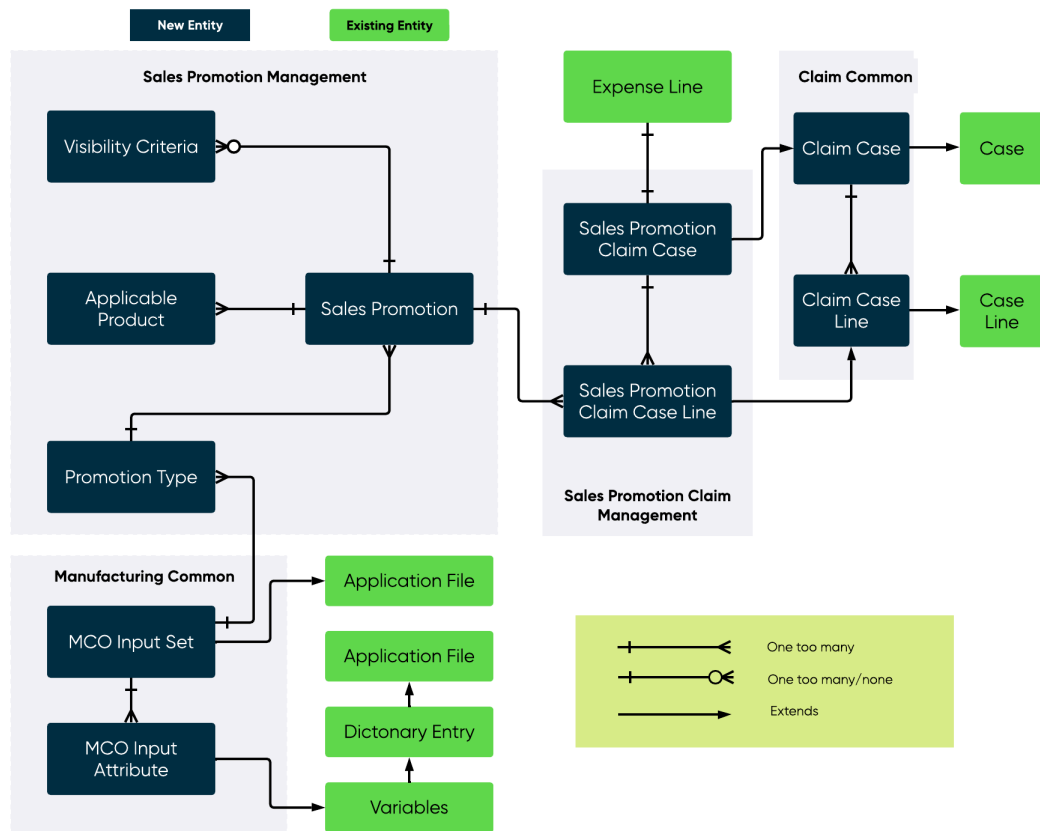 New Entity
Existing Entity
Sales Promotion Management
Visibility Criteria
Applicable
Product
Sales Promotion
Promotion Type
Expense Line
Sales Promotion
Claim Case
Sales Promotion
Claim Case Line
Sales Promotion Claim
Management
Claim Common
Claim Case
Case
Claim Case
Line
Case
Line
Manufacturing Common
MCO Input Set
MCO Input
Attribute
Application File
Application File
Dictonary Entry
Variables
One too many
One too many/none
Extends